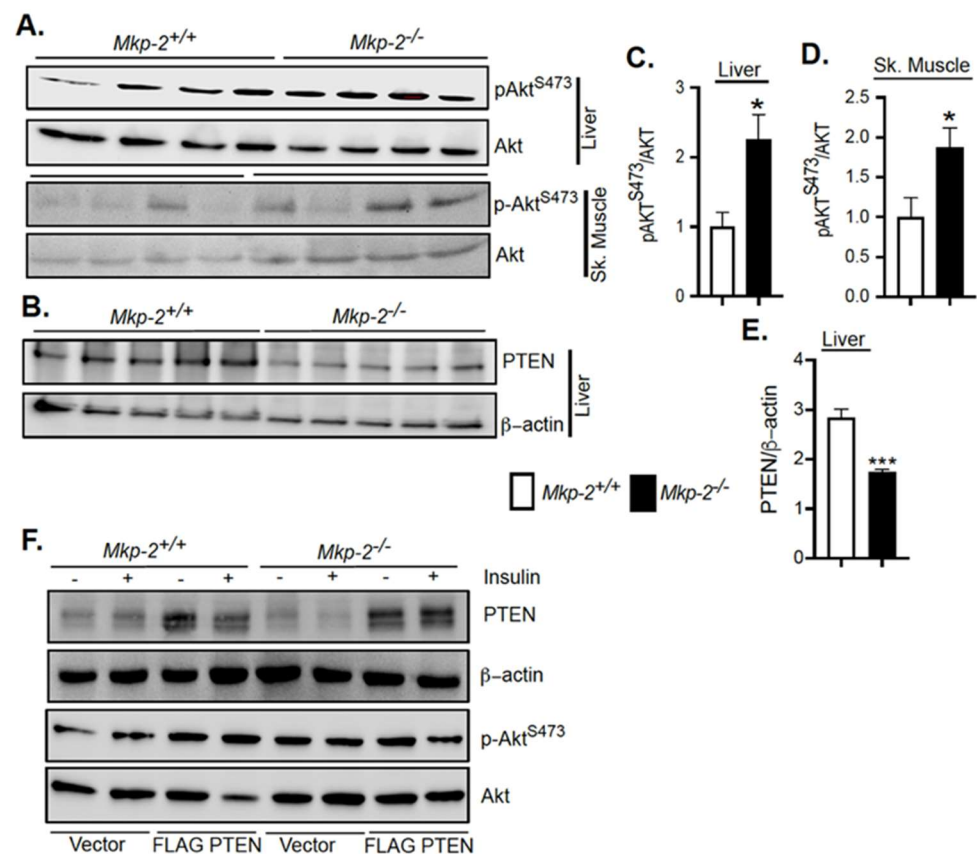 A.
Mkp-2+/+ Mkp-2-/-
pAktS473
Akt
Liver
p-AktS473
Akt
Sk. Muscle
B.
Mkp-2+/+ Mkp-2-/-
PTEN
β-actin
Liver
C.
Liver
*
pAKTS473/AKT
3
2
1
0
D.
Sk. Muscle
*
pAKTS473/AKT
2.5
2.0
1.5
1.0
0.5
0.0
E.
Liver
***
PTEN/β-actin
4
3
2
1
0
Mkp-2+/+ Mkp-2-/-
F.
Mkp-2+/+ Mkp-2-/-
- + - + - + - + Insulin
PTEN
β-actin
p-AktS473
Akt
Vector FLAG PTEN Vector FLAG PTEN